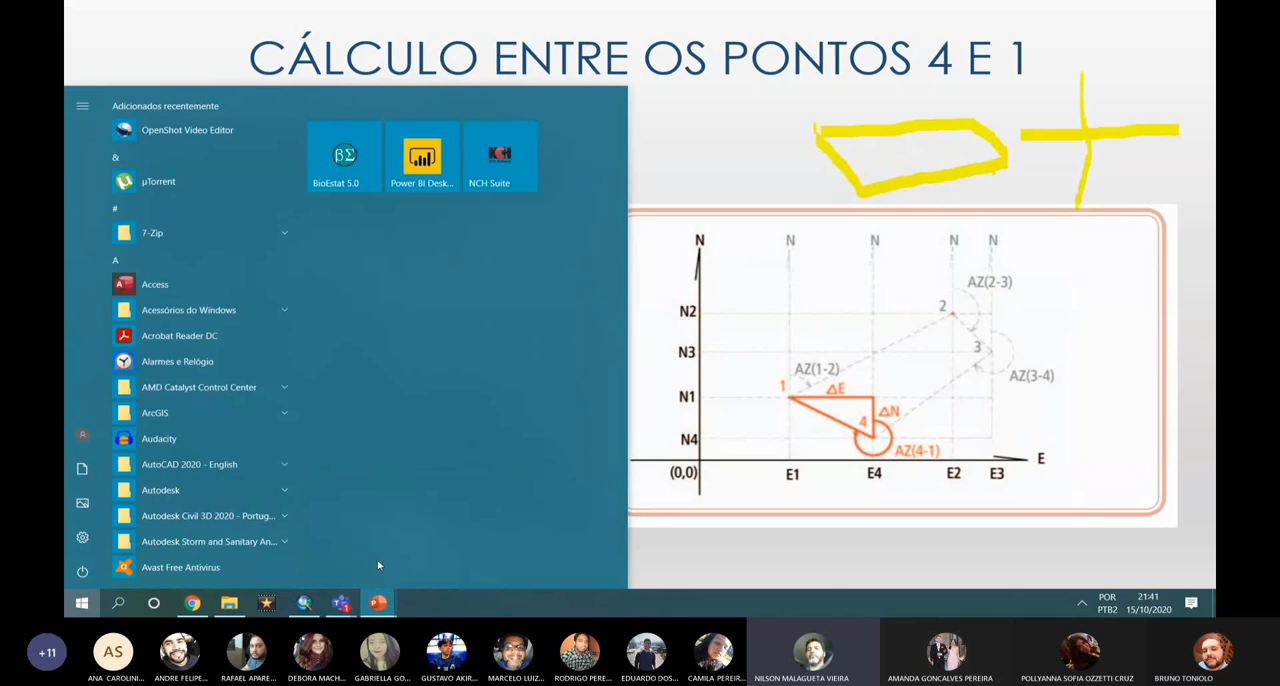 CÁLCULO ENTRE OS PONTOS 4 E 1
Adicionados recentemente
OpenShot Video Editor
&
µTorrent
#
7-Zip
A
Access
Acessórios do Windows
Acrobat Reader DC
Alarmes e Relógio
AMD Catalyst Control Center
ArcGIS
Audacity
AutoCAD 2020 - English
Autodesk
Autodesk Civil 3D 2020 - Portug...
Autodesk Storm and Sanitary An...
Avast Free Antivirus
βΣ
NCH
BioEstat 5.0
Power BI Desk...
NCH Suite
N
N
N
N
N
AZ(2-3)
2
N2
3
N3
AZ(1-2)
AZ(3-4)
1
ΔE
N1
ΔN
4
N4
AZ(4-1)
E
(0,0)
E1
E4
E2
E3
POR
PTB2
21:41
15/10/2020
+11
AS
ANA CAROLINI...
ANDRE FELIPE...
RAFAEL APARE...
DEBORA MACH...
GABRIELLA GO...
GUSTAVO AKIR...
MARCELO LUIZ...
RODRIGO PERE...
EDUARDO DOS...
CAMILA PEREIR...
NILSON MALAGUETA VIEIRA
AMANDA GONCALVES PEREIRA
POLLYANNA SOFIA OZZETTI CRUZ
BRUNO TONIOLO